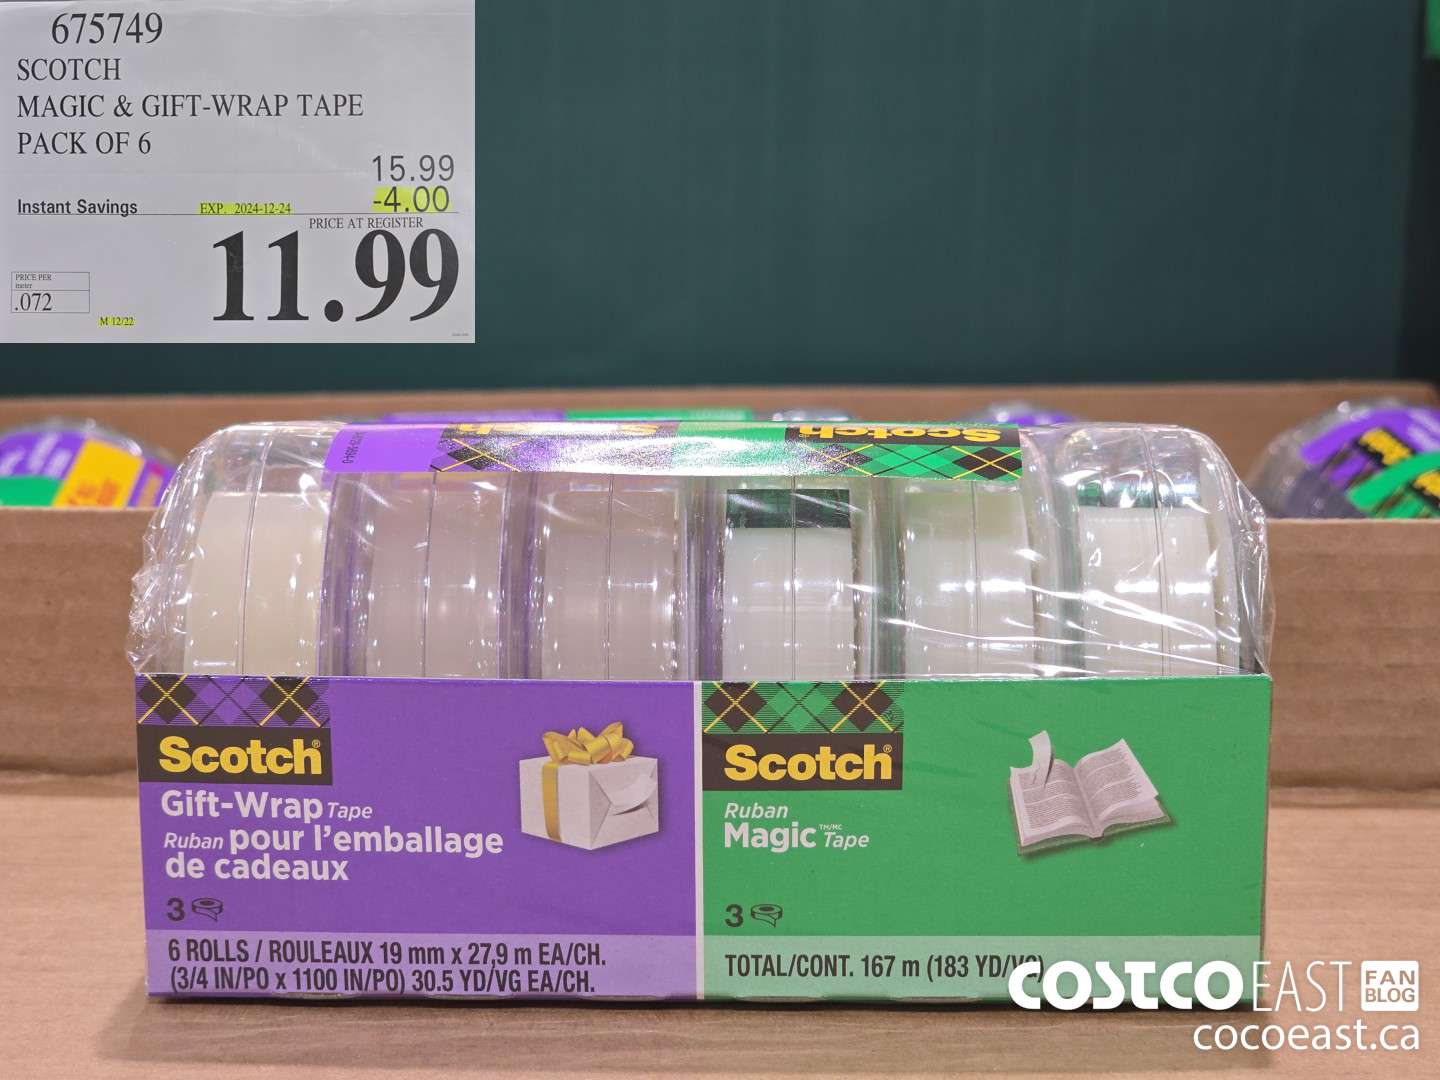 675749
SCOTCH
MAGIC & GIFT-WRAP TAPE
PACK OF 6
15.99
Instant Savings EXP. 2024-12-24 -4.00
PRICE AT REGISTER
11.99
PRICE PER
meter
.072
M 12/22
Scotch
Scotch
Scotch®
Gift-Wrap Tape
Ruban pour l'emballage
de cadeaux
3
6 ROLLS / ROULEAUX 19 mm x 27,9 m EA/CH.
(3/4 IN/PO x 1100 IN/PO) 30.5 YD/VG EA/CH.
Scotch®
Ruban
Magic™/MC Tape
3
TOTAL/CONT. 167 m (183 YD/VG)
COSTCO EAST FAN BLOG
cocoeast.ca